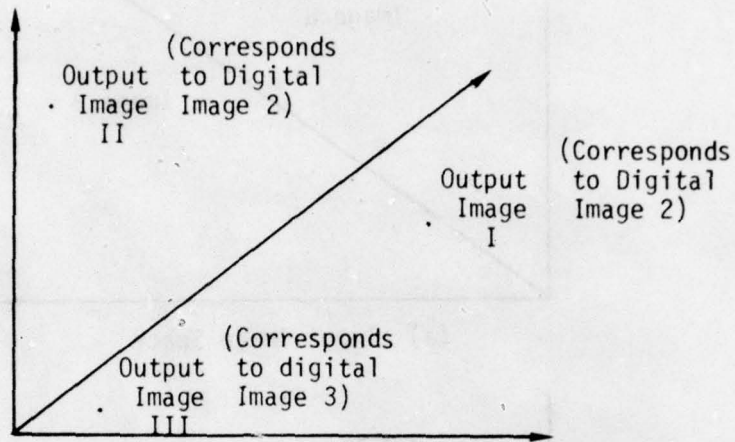 (Corresponds
Output to Digital
Image Image 2)
II
(Corresponds
Output to Digital
Image Image 2)
I
(Corresponds
Output to digital
Image Image 3)
III